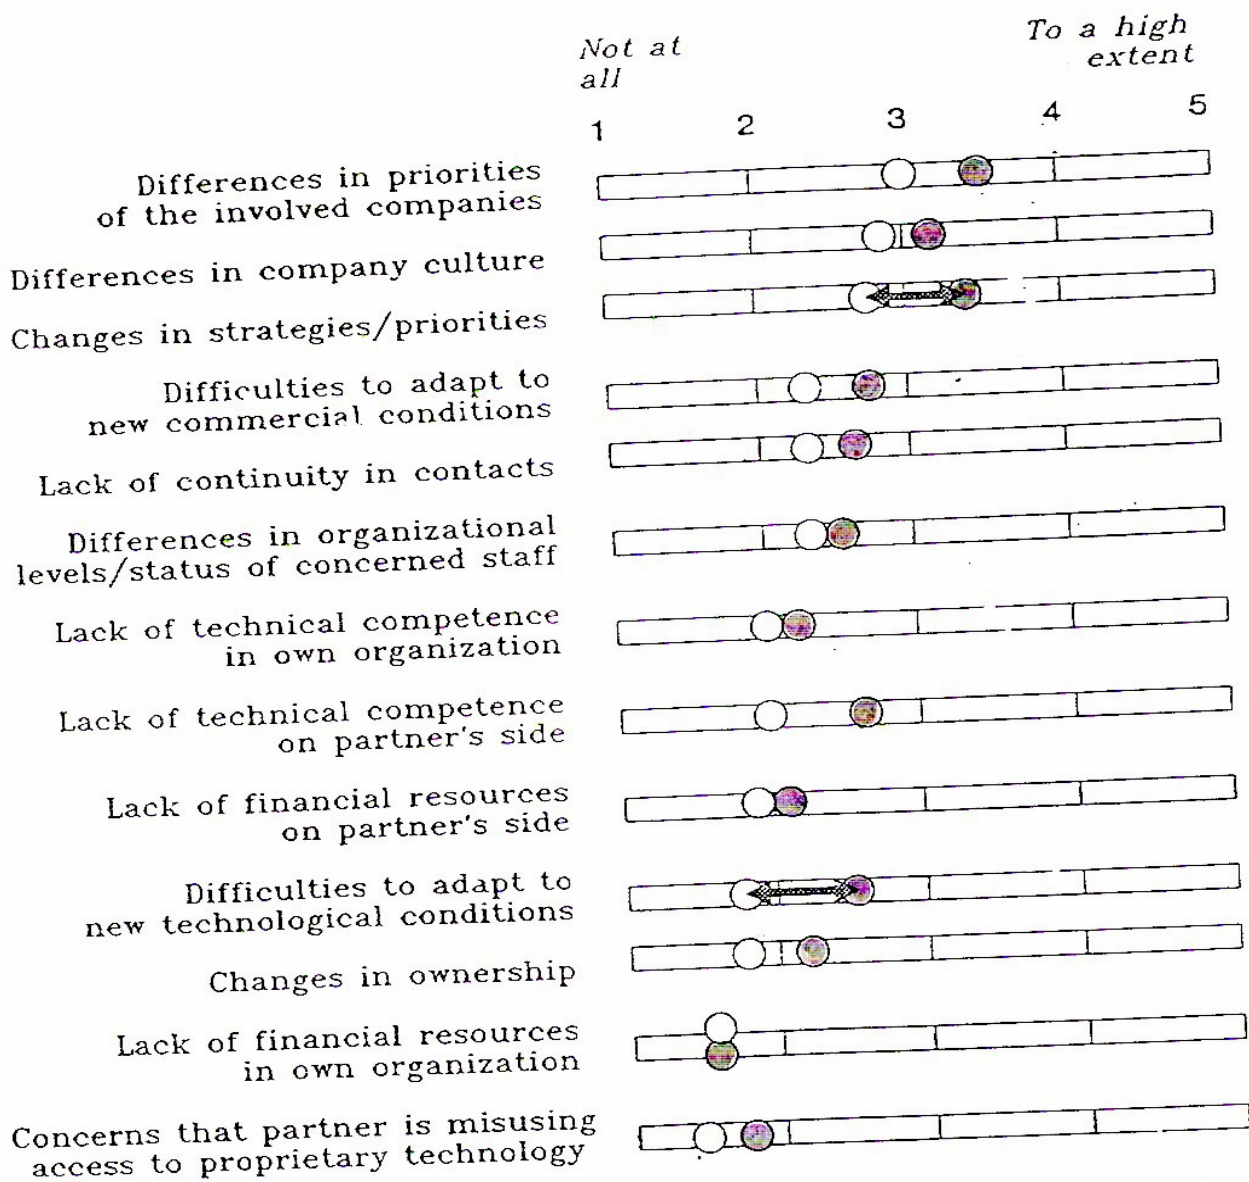 Not at
all
To a high
extent
1 2 3 4 5
Differences in priorities
of the involved companies
Differences in company culture
Changes in strategies/priorities
Difficulties to adapt to
new commercial conditions
Lack of continuity in contacts
Differences in organizational
levels/status of concerned staff
Lack of technical competence
in own organization
Lack of technical competence
on partner's side
Lack of financial resources
on partner's side
Difficulties to adapt to
new technological conditions
Changes in ownership
Lack of financial resources
in own organization
Concerns that partner is misusing
access to proprietary technology